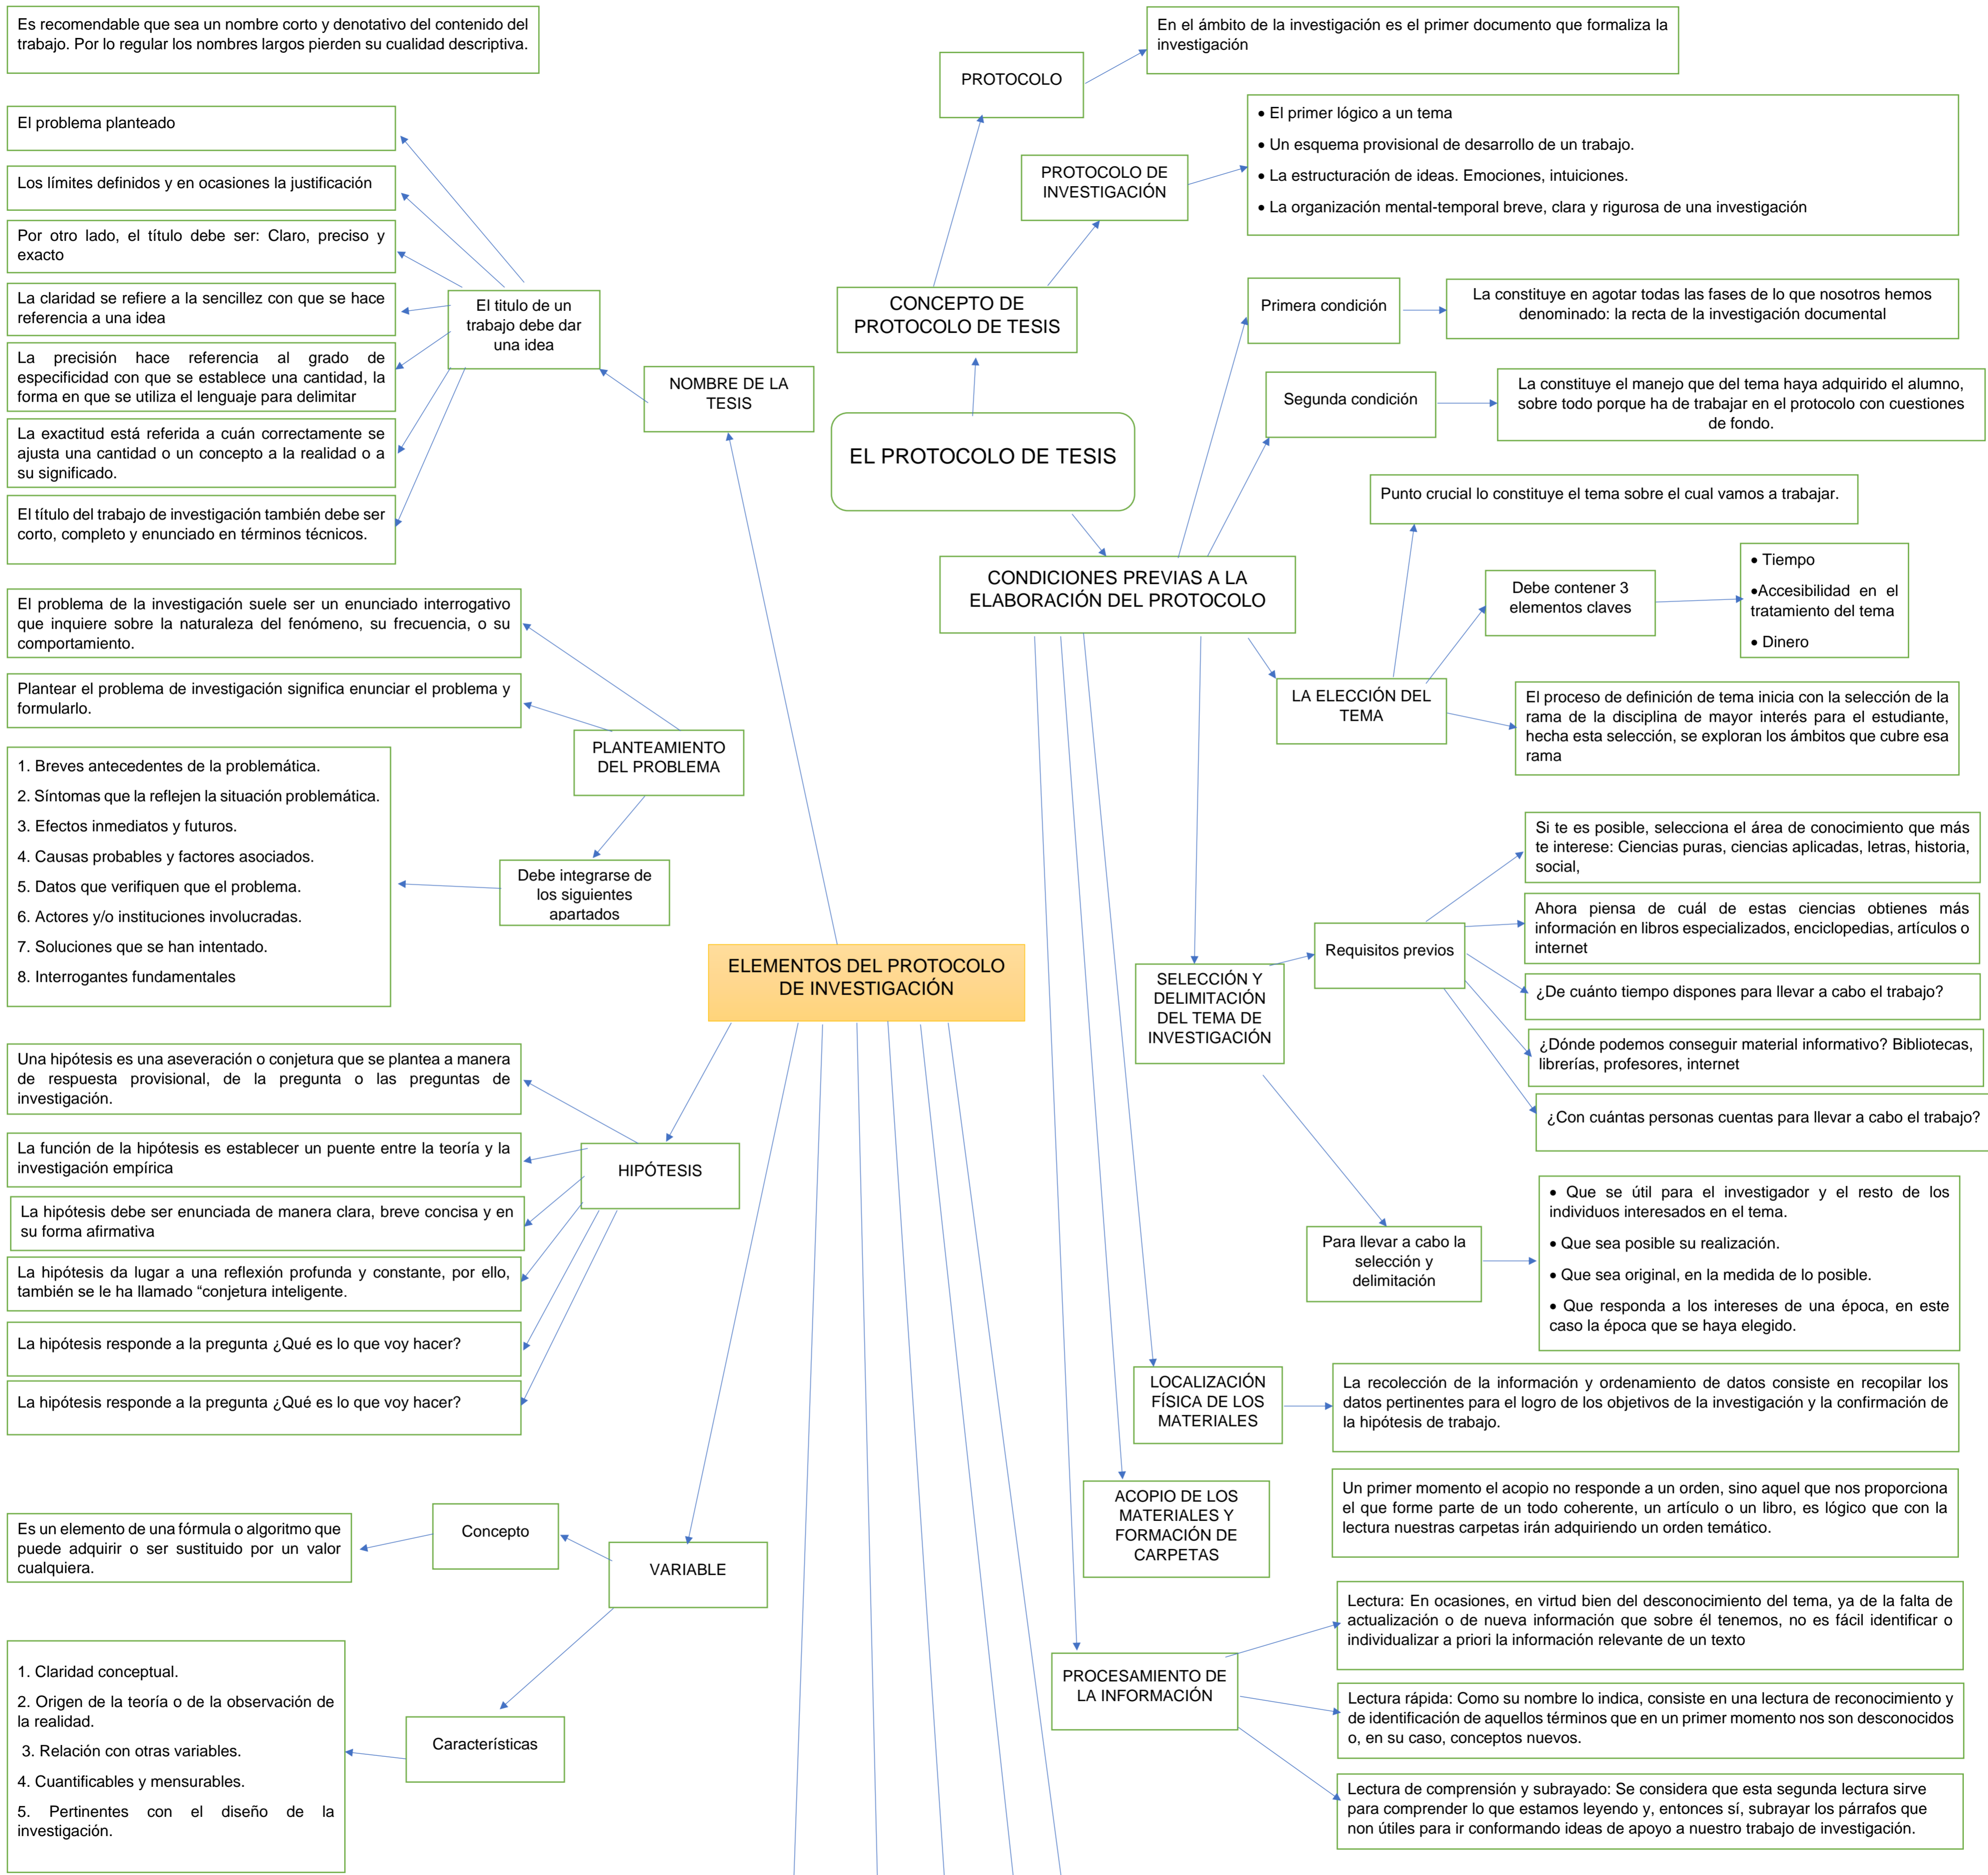 Es recomendable que sea un nombre corto y denotativo del contenido del
trabajo. Por lo regular los nombres largos pierden su cualidad descriptiva.
El problema planteado
Los límites definidos y en ocasiones la justificación
Por otro lado, el título debe ser: Claro, preciso y
exacto
La claridad se refiere a la sencillez con que se hace
referencia a una idea
La precisión hace referencia al grado de
especificidad con que se establece una cantidad, la
forma en que se utiliza el lenguaje para delimitar
La exactitud está referida a cuán correctamente se
ajusta una cantidad o un concepto a la realidad o a
su significado.
El título del trabajo de investigación también debe ser
corto, completo y enunciado en términos técnicos.
El titulo de un
trabajo debe dar
una idea
NOMBRE DE LA
TESIS
PROTOCOLO
En el ámbito de la investigación es el primer documento que formaliza la
investigación
PROTOCOLO DE
INVESTIGACIÓN
• El primer lógico a un tema
• Un esquema provisional de desarrollo de un trabajo.
• La estructuración de ideas. Emociones, intuiciones.
• La organización mental-temporal breve, clara y rigurosa de una investigación
CONCEPTO DE
PROTOCOLO DE TESIS
EL PROTOCOLO DE TESIS
Primera condición
La constituye en agotar todas las fases de lo que nosotros hemos
denominado: la recta de la investigación documental
Segunda condición
La constituye el manejo que del tema haya adquirido el alumno,
sobre todo porque ha de trabajar en el protocolo con cuestiones
de fondo.
CONDICIONES PREVIAS A LA
ELABORACIÓN DEL PROTOCOLO
Punto crucial lo constituye el tema sobre el cual vamos a trabajar.
Debe contener 3
elementos claves
• Tiempo
•Accesibilidad en el
tratamiento del tema
• Dinero
LA ELECCIÓN DEL
TEMA
El proceso de definición de tema inicia con la selección de la
rama de la disciplina de mayor interés para el estudiante,
hecha esta selección, se exploran los ámbitos que cubre esa
rama
El problema de la investigación suele ser un enunciado interrogativo
que inquiere sobre la naturaleza del fenómeno, su frecuencia, o su
comportamiento.
Plantear el problema de investigación significa enunciar el problema y
formularlo.
PLANTEAMIENTO
DEL PROBLEMA
1. Breves antecedentes de la problemática.
2. Síntomas que la reflejen la situación problemática.
3. Efectos inmediatos y futuros.
4. Causas probables y factores asociados.
5. Datos que verifiquen que el problema.
6. Actores y/o instituciones involucradas.
7. Soluciones que se han intentado.
8. Interrogantes fundamentales
Debe integrarse de
los siguientes
apartados
ELEMENTOS DEL PROTOCOLO
DE INVESTIGACIÓN
SELECCIÓN Y
DELIMITACIÓN
DEL TEMA DE
INVESTIGACIÓN
Requisitos previos
Si te es posible, selecciona el área de conocimiento que más
te interese: Ciencias puras, ciencias aplicadas, letras, historia,
social,
Ahora piensa de cuál de estas ciencias obtienes más
información en libros especializados, enciclopedias, artículos o
internet
¿De cuánto tiempo dispones para llevar a cabo el trabajo?
¿Dónde podemos conseguir material informativo? Bibliotecas,
librerías, profesores, internet
¿Con cuántas personas cuentas para llevar a cabo el trabajo?
Para llevar a cabo la
selección y
delimitación
• Que se útil para el investigador y el resto de los
individuos interesados en el tema.
• Que sea posible su realización.
• Que sea original, en la medida de lo posible.
• Que responda a los intereses de una época, en este
caso la época que se haya elegido.
Una hipótesis es una aseveración o conjetura que se plantea a manera
de respuesta provisional, de la pregunta o las preguntas de
investigación.
La función de la hipótesis es establecer un puente entre la teoría y la
investigación empírica
La hipótesis debe ser enunciada de manera clara, breve concisa y en
su forma afirmativa
La hipótesis da lugar a una reflexión profunda y constante, por ello,
también se le ha llamado “conjetura inteligente.
La hipótesis responde a la pregunta ¿Qué es lo que voy hacer?
La hipótesis responde a la pregunta ¿Qué es lo que voy hacer?
HIPÓTESIS
LOCALIZACIÓN
FÍSICA DE LOS
MATERIALES
La recolección de la información y ordenamiento de datos consiste en recopilar los
datos pertinentes para el logro de los objetivos de la investigación y la confirmación de
la hipótesis de trabajo.
ACOPIO DE LOS
MATERIALES Y
FORMACIÓN DE
CARPETAS
Un primer momento el acopio no responde a un orden, sino aquel que nos proporciona
el que forme parte de un todo coherente, un artículo o un libro, es lógico que con la
lectura nuestras carpetas irán adquiriendo un orden temático.
Es un elemento de una fórmula o algoritmo que
puede adquirir o ser sustituido por un valor
cualquiera.
Concepto
VARIABLE
1. Claridad conceptual.
2. Origen de la teoría o de la observación de
la realidad.
3. Relación con otras variables.
4. Cuantificables y mensurables.
5. Pertinentes con el diseño de la
investigación.
Características
PROCESAMIENTO DE
LA INFORMACIÓN
Lectura: En ocasiones, en virtud bien del desconocimiento del tema, ya de la falta de
actualización o de nueva información que sobre él tenemos, no es fácil identificar o
individualizar a priori la información relevante de un texto
Lectura rápida: Como su nombre lo indica, consiste en una lectura de reconocimiento y
de identificación de aquellos términos que en un primer momento nos son desconocidos
o, en su caso, conceptos nuevos.
Lectura de comprensión y subrayado: Se considera que esta segunda lectura sirve
para comprender lo que estamos leyendo y, entonces sí, subrayar los párrafos que
non útiles para ir conformando ideas de apoyo a nuestro trabajo de investigación.